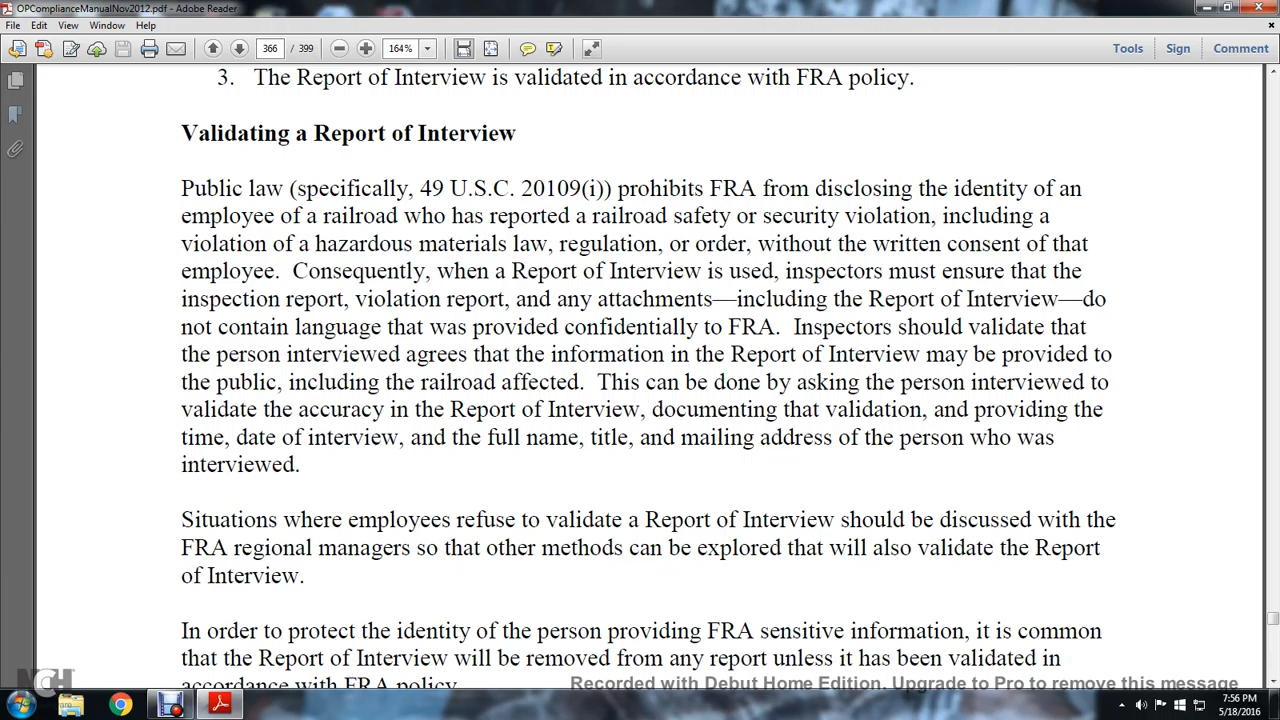 OPComplianceManualNov2012.pdf - Adobe Reader
File Edit View Window Help
366 / 399 164% Tools Sign Comment
3. The Report of Interview is validated in accordance with FRA policy.
Validating a Report of Interview
Public law (specifically, 49 U.S.C. 20109(i)) prohibits FRA from disclosing the identity of an
employee of a railroad who has reported a railroad safety or security violation, including a
violation of a hazardous materials law, regulation, or order, without the written consent of that
employee. Consequently, when a Report of Interview is used, inspectors must ensure that the
inspection report, violation report, and any attachments—including the Report of Interview—do
not contain language that was provided confidentially to FRA. Inspectors should validate that
the person interviewed agrees that the information in the Report of Interview may be provided to
the public, including the railroad affected. This can be done by asking the person interviewed to
validate the accuracy in the Report of Interview, documenting that validation, and providing the
time, date of interview, and the full name, title, and mailing address of the person who was
interviewed.
Situations where employees refuse to validate a Report of Interview should be discussed with the
FRA regional managers so that other methods can be explored that will also validate the Report
of Interview.
In order to protect the identity of the person providing FRA sensitive information, it is common
that the Report of Interview will be removed from any report unless it has been validated in
accordance with FRA policy.
NCH
Recorded with Debut Home Edition. Upgrade to Pro to remove this message
7:56 PM
5/18/2016